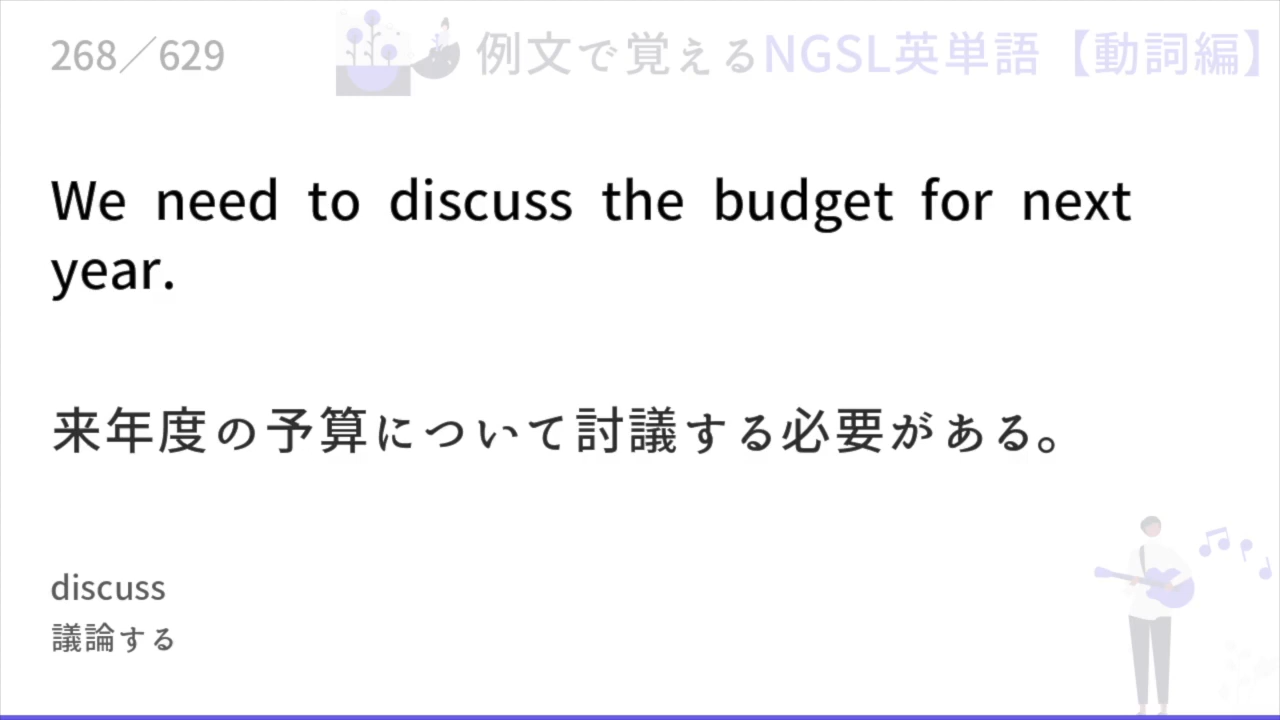 268／629
例文で覚えるNGSL英単語【動詞編】
We need to discuss the budget for next
year.
来年度の予算について討議する必要がある。
discuss
議論する